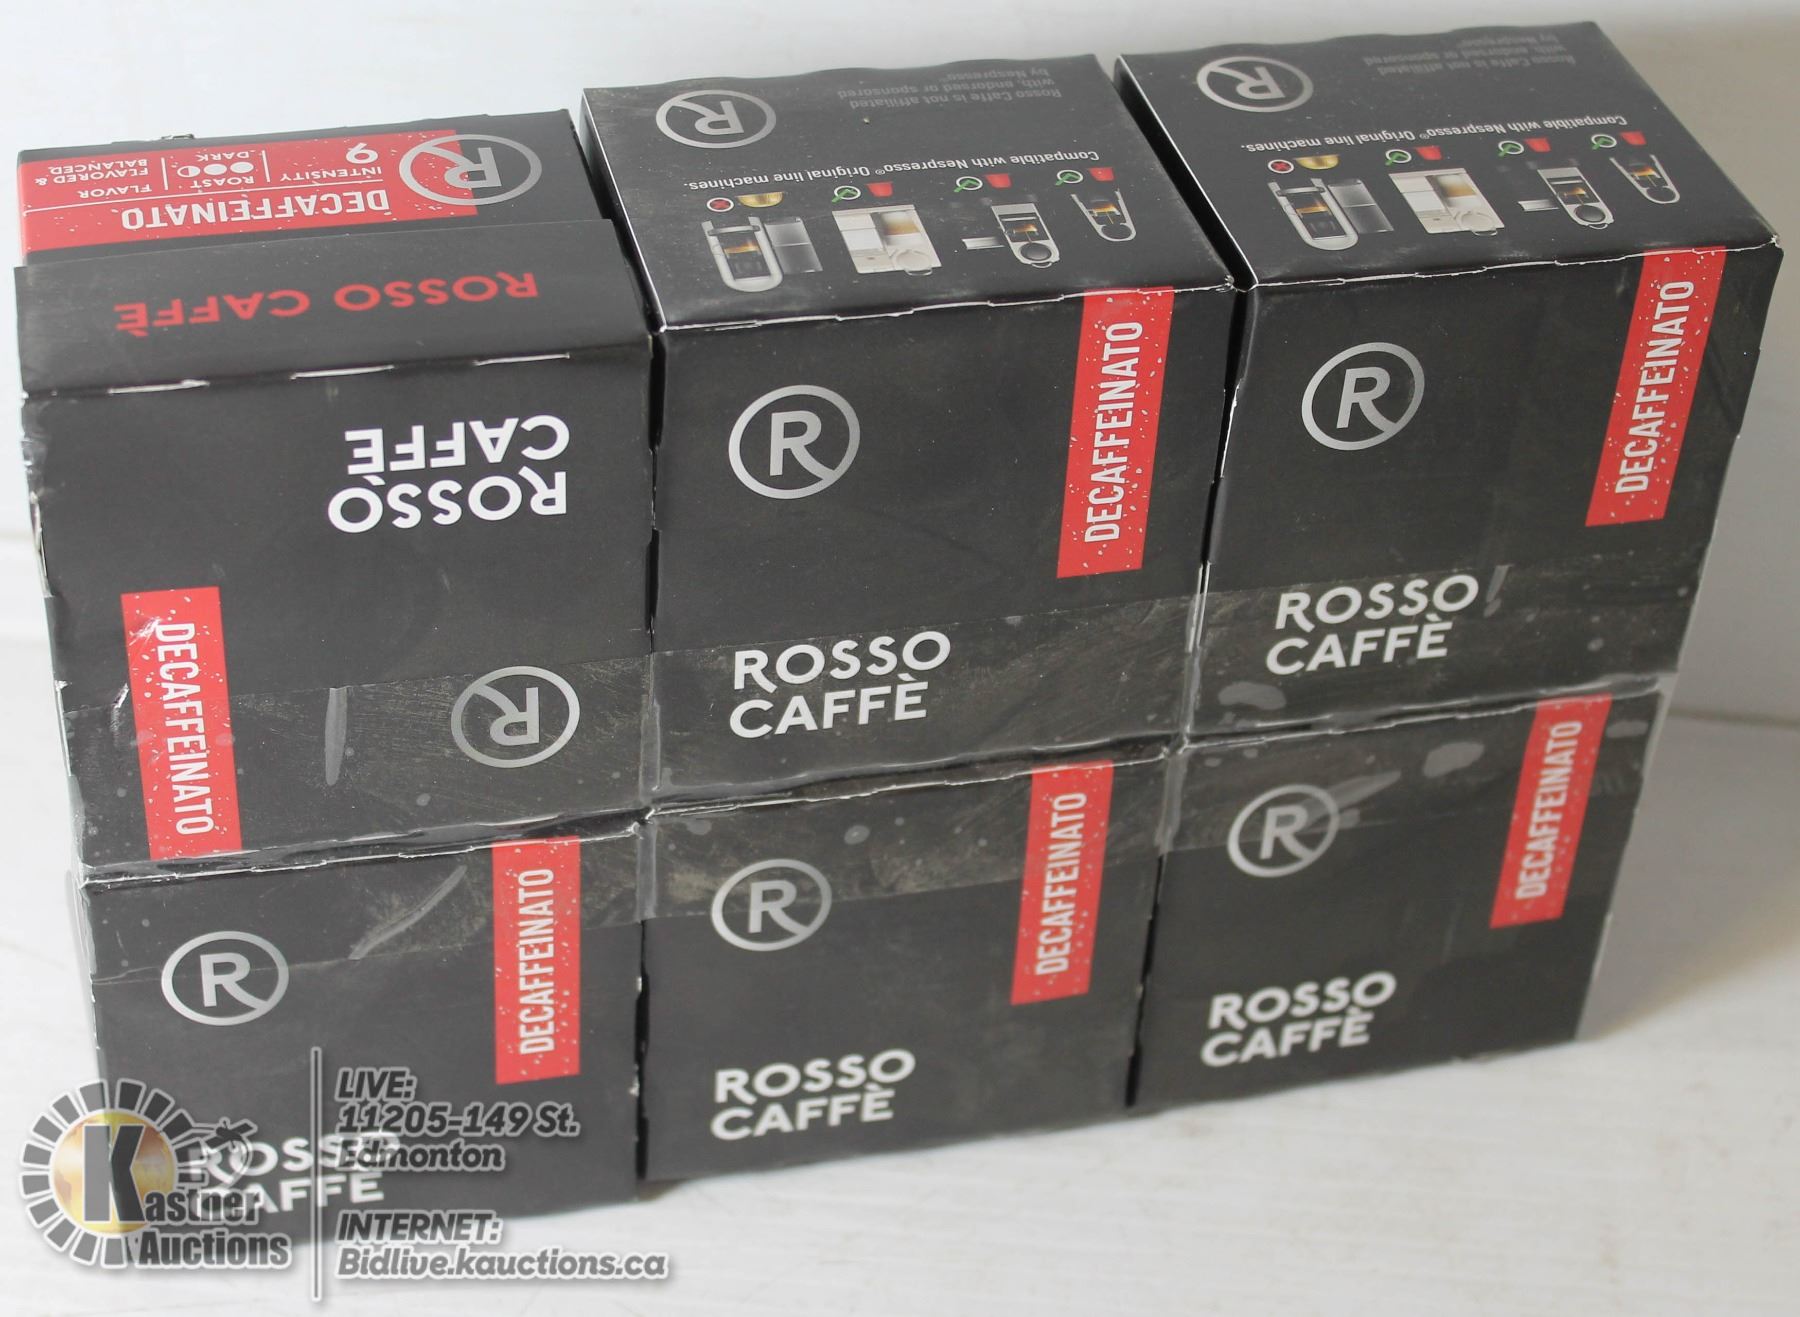 DECAFFEINATO
INTENSITY
9
ROAST
DARK
FLAVOR
FLAVORED &
BALANCED
R
ROSSO CAFFÈ
ROSSO
CAFFÈ
DECAFFEINATO
R
Compatible with Nespresso® Original line machines.
Rosso Caffe is not affiliated
with, endorsed or sponsored
by Nespresso®
R
R
DECAFFEINATO
ROSSO
CAFFÈ
Compatible with Nespresso® Original line machines.
Rosso Caffe is not affiliated
with, endorsed or sponsored
by Nespresso®
R
R
DECAFFEINATO
ROSSO
CAFFÈ
R
DECAFFEINATO
ROSSO
CAFFÈ
R
DECAFFEINATO
ROSSO
CAFFÈ
R
DECAFFEINATO
ROSSO
CAFFÈ
K
Kastner
Auctions
LIVE:
11205-149 St.
Edmonton
INTERNET:
Bidlive.kauctions.ca